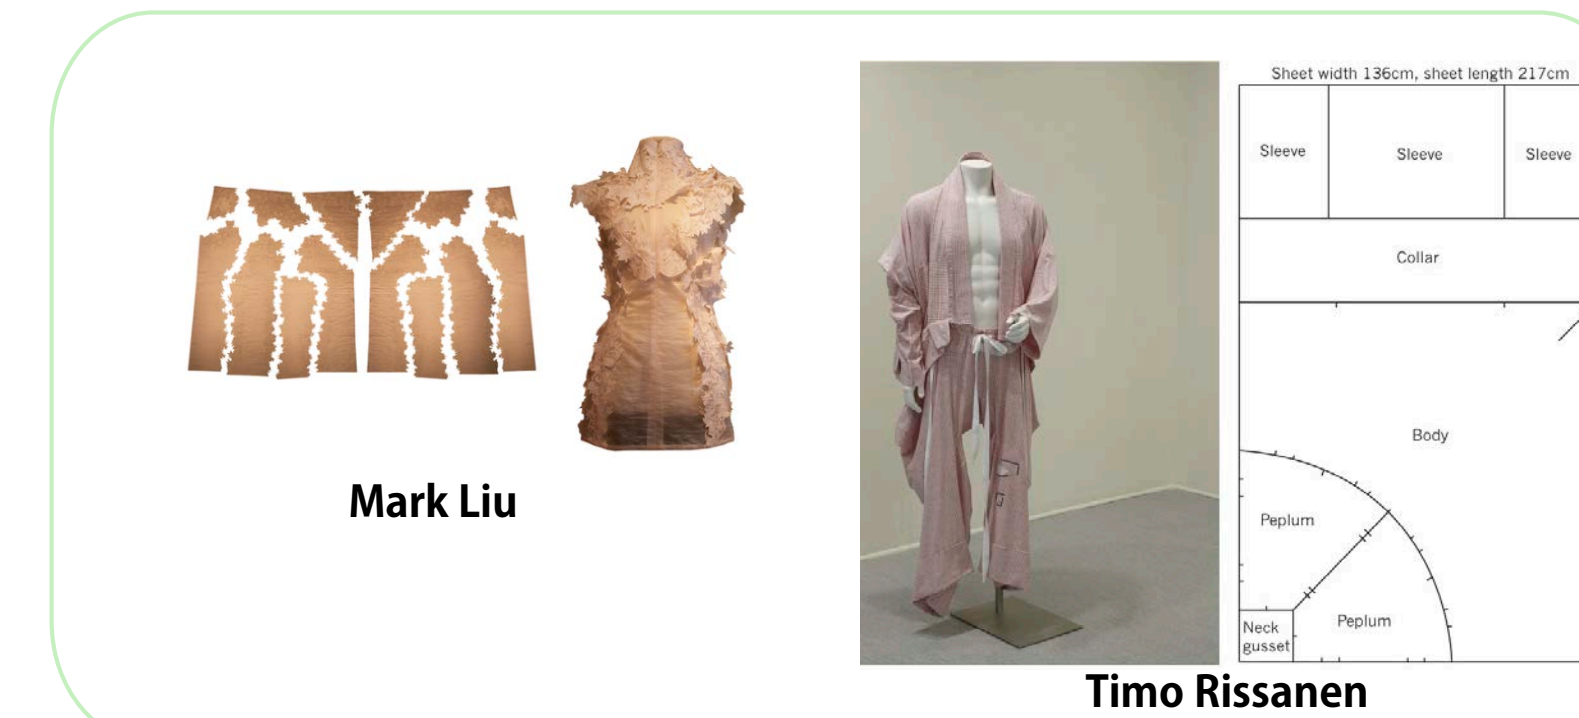 Sheet width 136cm, sheet length 217cm
Sleeve
Sleeve
Sleeve
Collar
Body
Peplum
Peplum
Neck
gusset
Mark Liu
Timo Rissanen